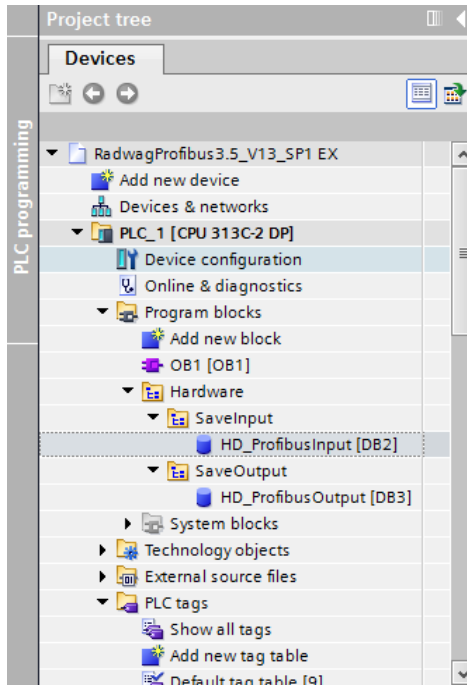 Project tree
Devices
PLC programming
RadwagProfibus3.5_V13_SP1 EX
Add new device
Devices & networks
PLC_1 [CPU 313C-2 DP]
Device configuration
Online & diagnostics
Program blocks
Add new block
OB1 [OB1]
Hardware
SaveInput
HD_ProfibusInput [DB2]
SaveOutput
HD_ProfibusOutput [DB3]
System blocks
Technology objects
External source files
PLC tags
Show all tags
Add new tag table
Default tag table [9]